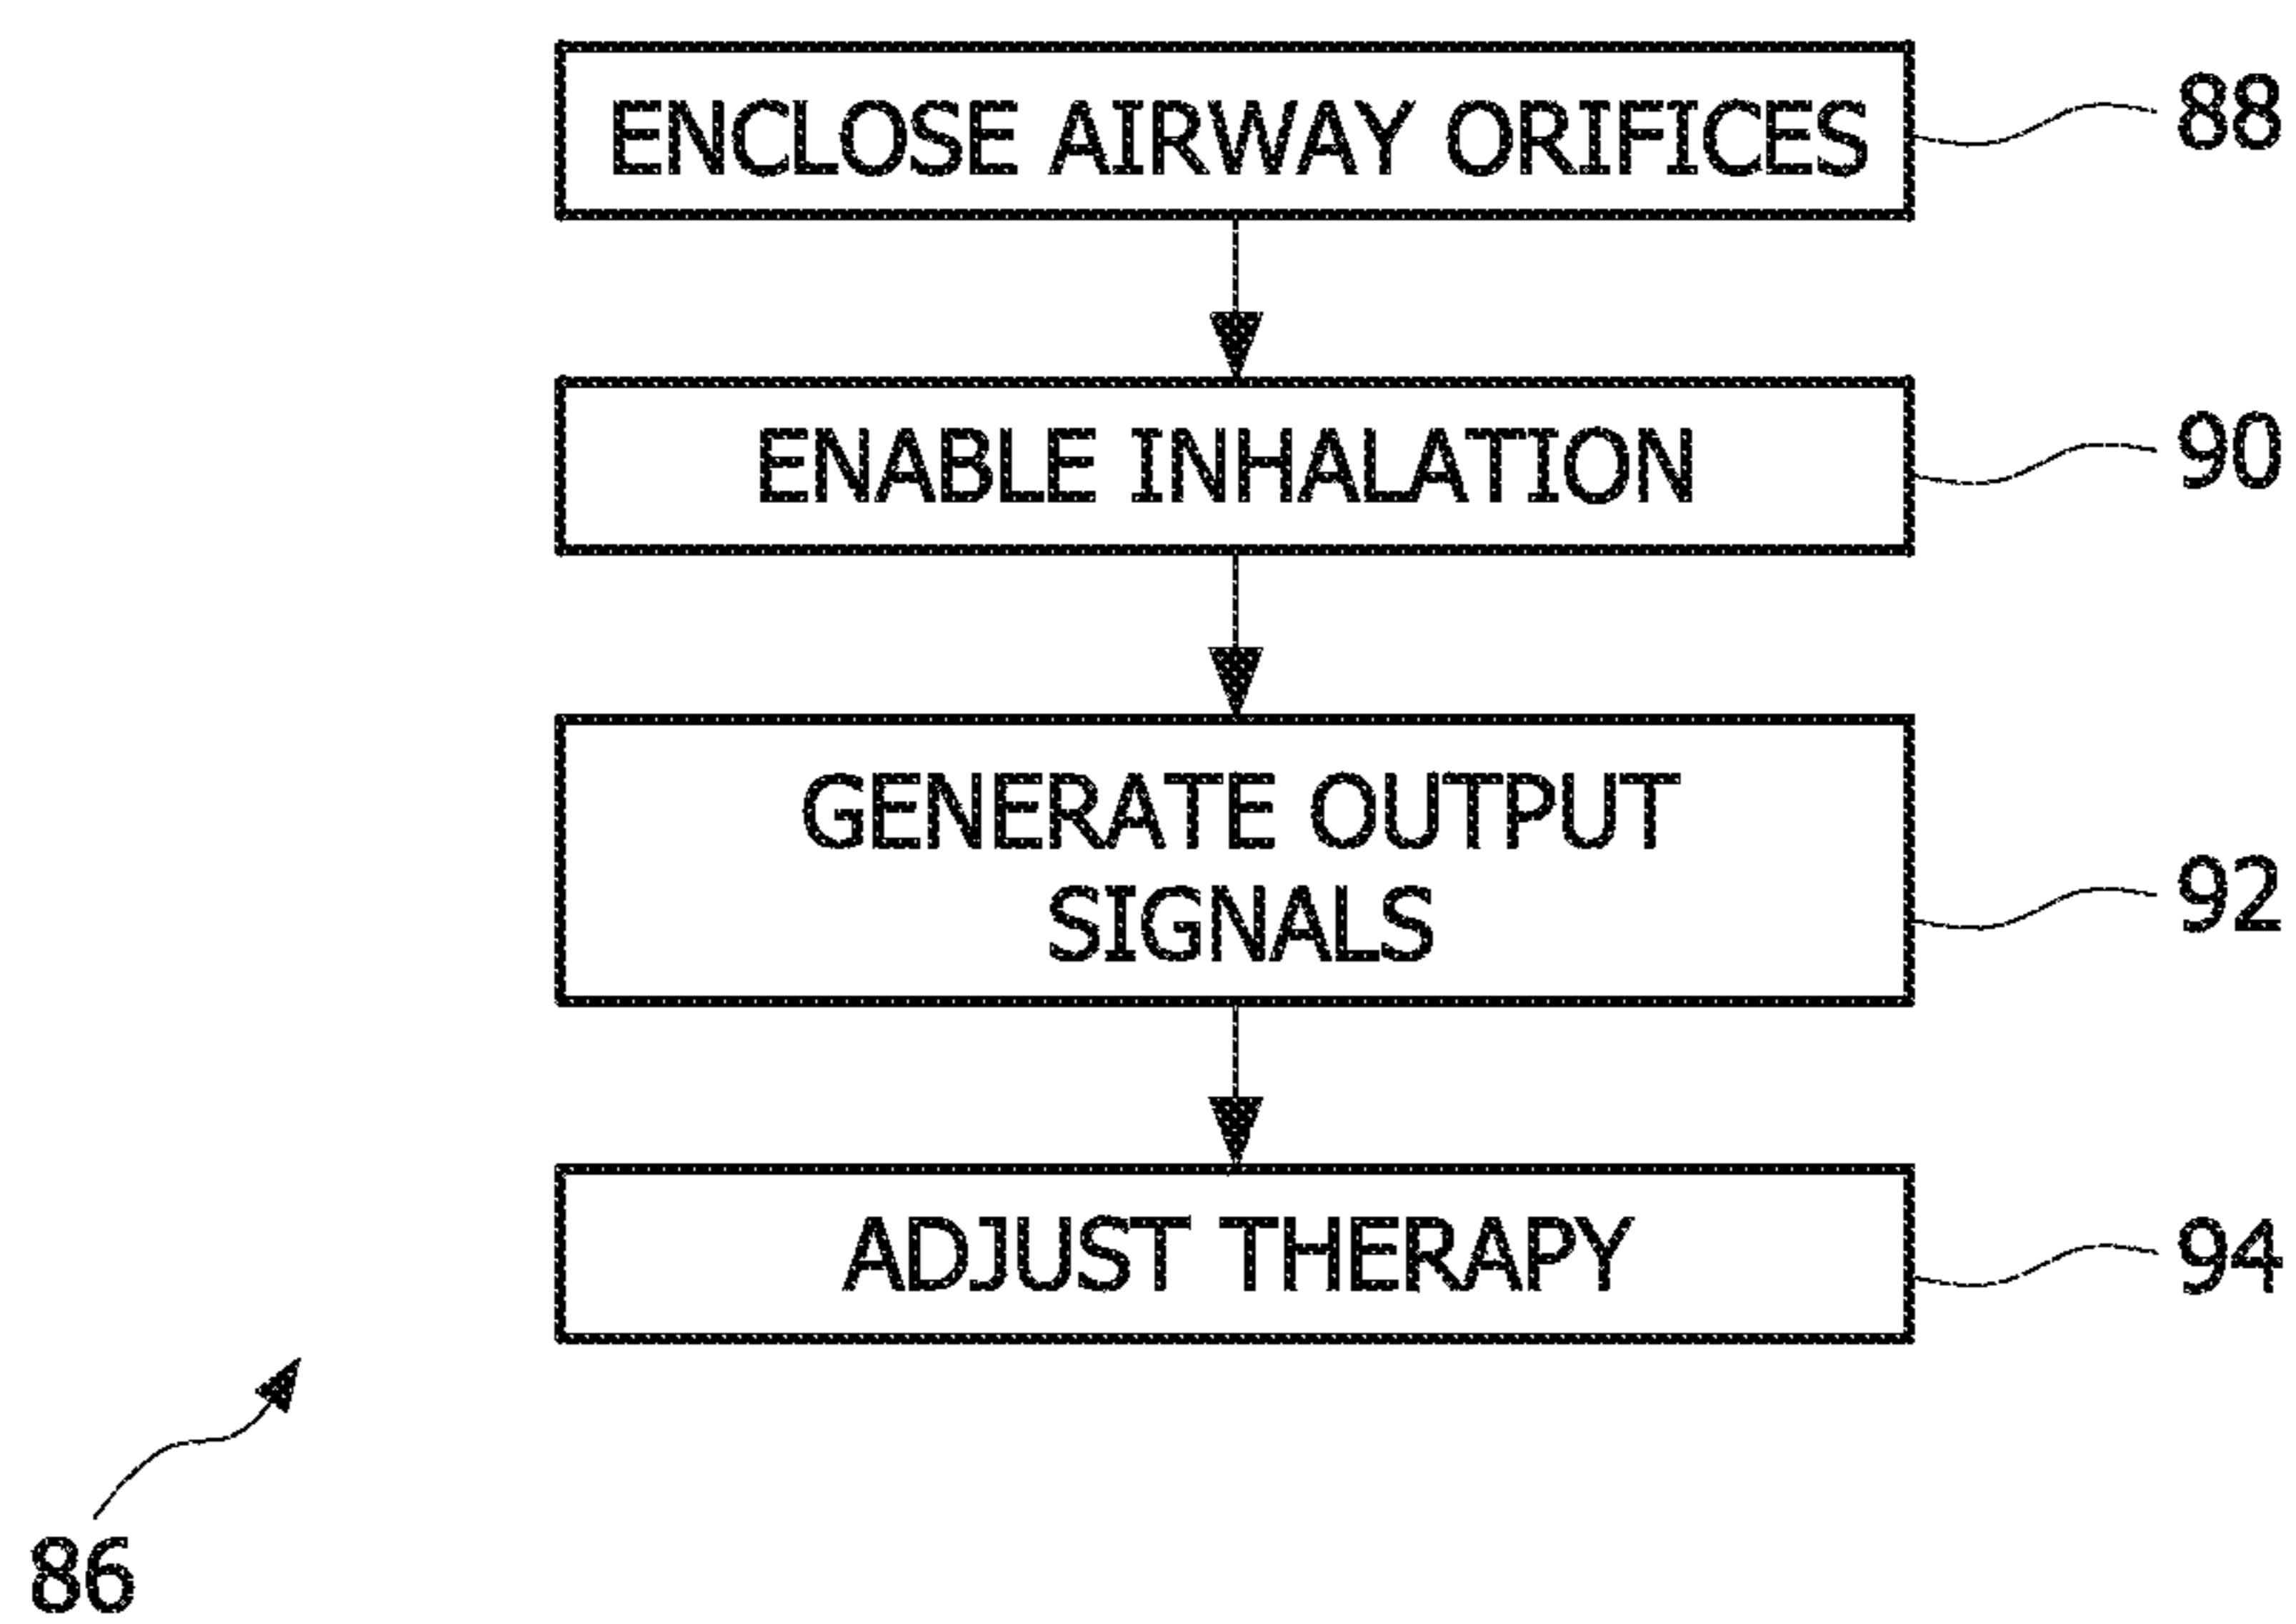 ENCLOSE AIRWAY ORIFICES
88
ENABLE INHALATION
90
GENERATE OUTPUT
SIGNALS
92
ADJUST THERAPY
94
86